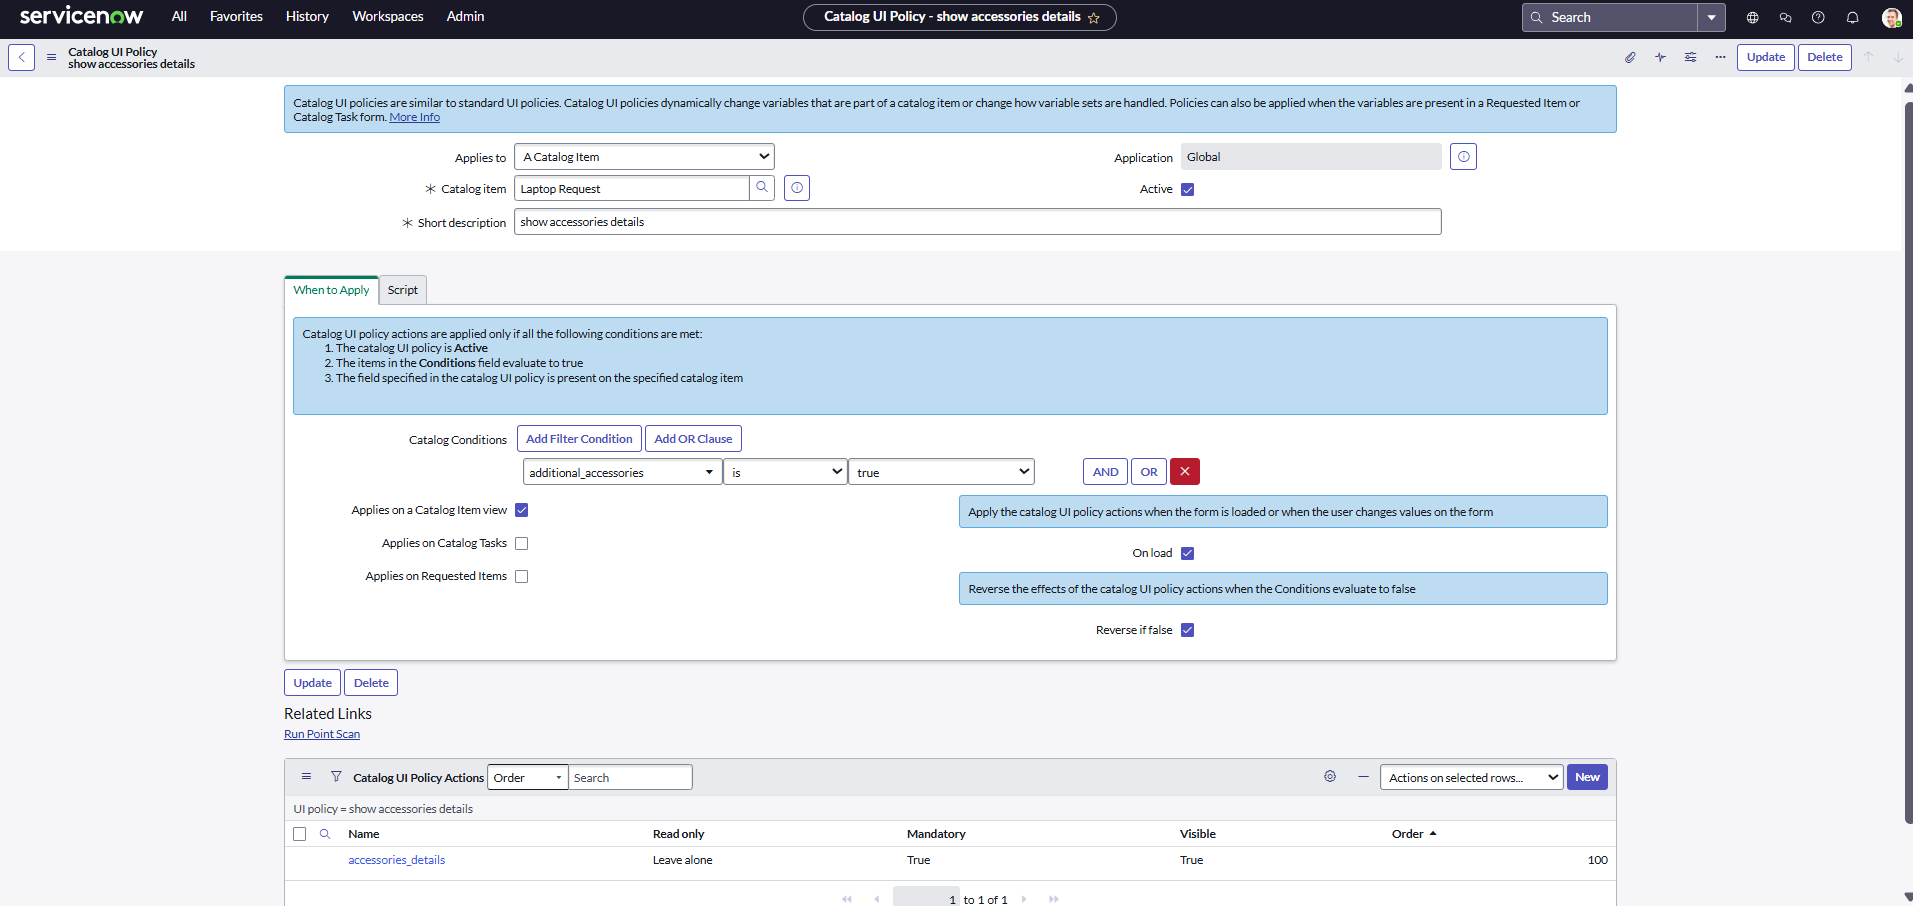 servicenow All Favorites History Workspaces Admin Catalog UI Policy - show accessories details Search
Catalog UI Policy
show accessories details
Update Delete
Catalog UI policies are similar to standard UI policies. Catalog UI policies dynamically change variables that are part of a catalog item or change how variable sets are handled. Policies can also be applied when the variables are present in a Requested Item or
Catalog Task form. More Info
Applies to A Catalog Item Application Global
Catalog item Laptop Request Active
Short description show accessories details
When to Apply Script
Catalog UI policy actions are applied only if all the following conditions are met:
1. The catalog UI policy is Active
2. The items in the Conditions field evaluate to true
3. The field specified in the catalog UI policy is present on the specified catalog item
Catalog Conditions Add Filter Condition Add OR Clause
additional_accessories is true AND OR
Applies on a Catalog Item view
Apply the catalog UI policy actions when the form is loaded or when the user changes values on the form
Applies on Catalog Tasks
On load
Applies on Requested Items
Reverse the effects of the catalog UI policy actions when the Conditions evaluate to false
Reverse if false
Update Delete
Related Links
Run Point Scan
Catalog UI Policy Actions Order Search Actions on selected rows... New
UI policy = show accessories details
Name Read only Mandatory Visible Order
accessories_details Leave alone True True 100
1 to 1 of 1